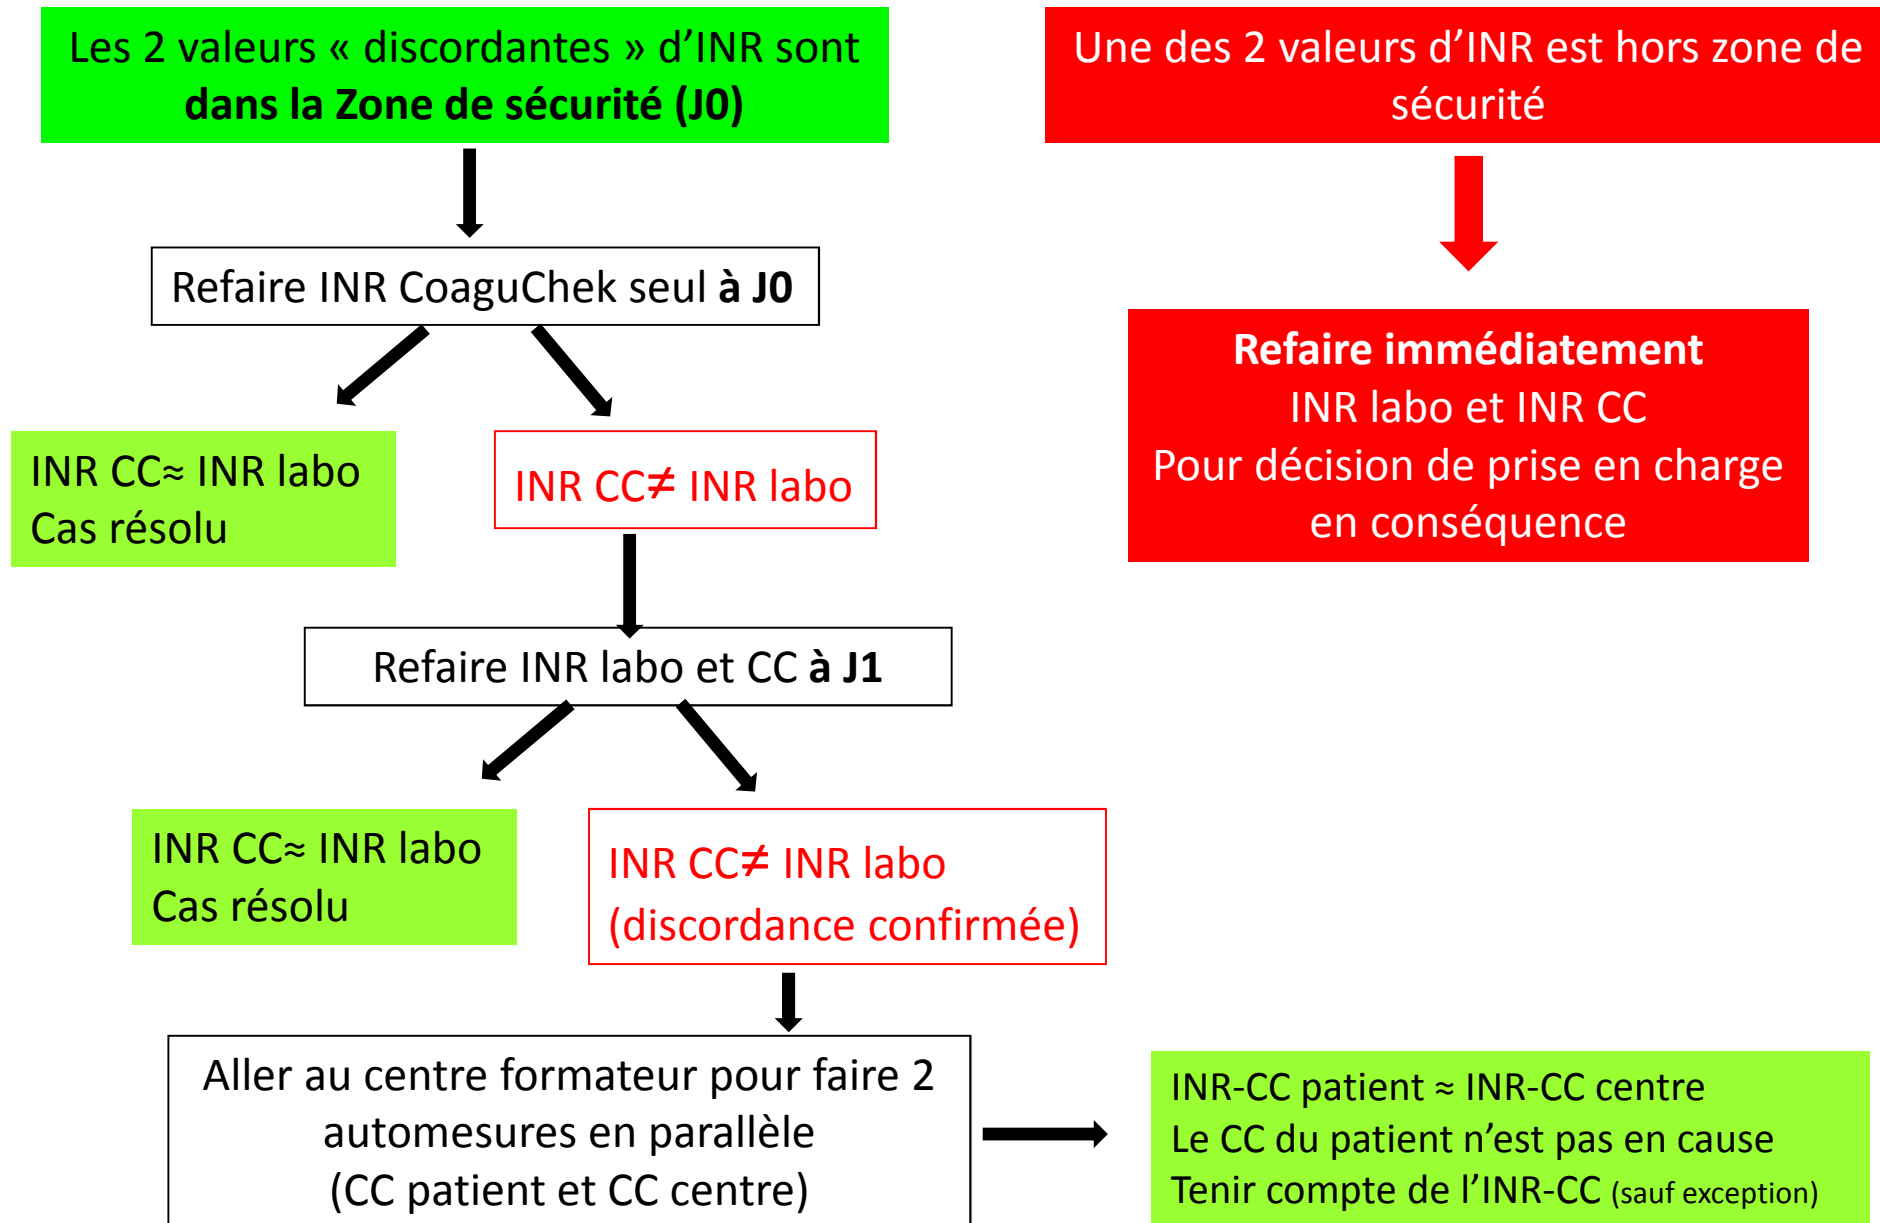 Les 2 valeurs « discordantes » d’INR sont
dans la Zone de sécurité (J0)
Une des 2 valeurs d’INR est hors zone de
sécurité
Refaire INR CoaguChek seul à J0
Refaire immédiatement
INR labo et INR CC
Pour décision de prise en charge
en conséquence
INR CC≈ INR labo
Cas résolu
INR CC≠ INR labo
Refaire INR labo et CC à J1
INR CC≈ INR labo
Cas résolu
INR CC≠ INR labo
(discordance confirmée)
Aller au centre formateur pour faire 2
automesures en parallèle
(CC patient et CC centre)
INR-CC patient ≈ INR-CC centre
Le CC du patient n’est pas en cause
Tenir compte de l’INR-CC (sauf exception)